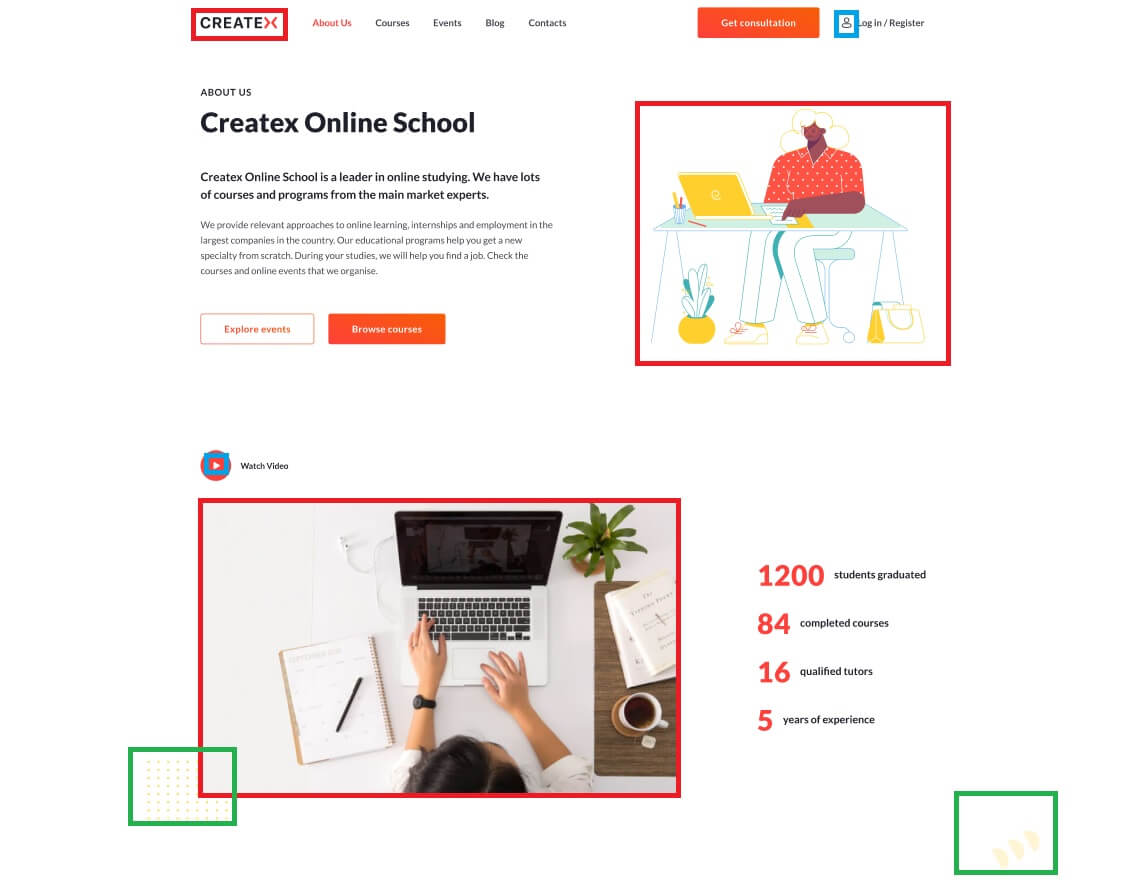 CREATEX
About Us
Courses
Events
Blog
Contacts
Get consultation
Log in / Register
ABOUT US
Createx Online School
Createx Online School is a leader in online studying. We have lots
of courses and programs from the main market experts.
We provide relevant approaches to online learning, internships and employment in the
largest companies in the country. Our educational programs help you get a new
specialty from scratch. During your studies, we will help you find a job. Check the
courses and online events that we organise.
Explore events
Browse courses
Watch Video
1200 students graduated
84 completed courses
16 qualified tutors
5 years of experience